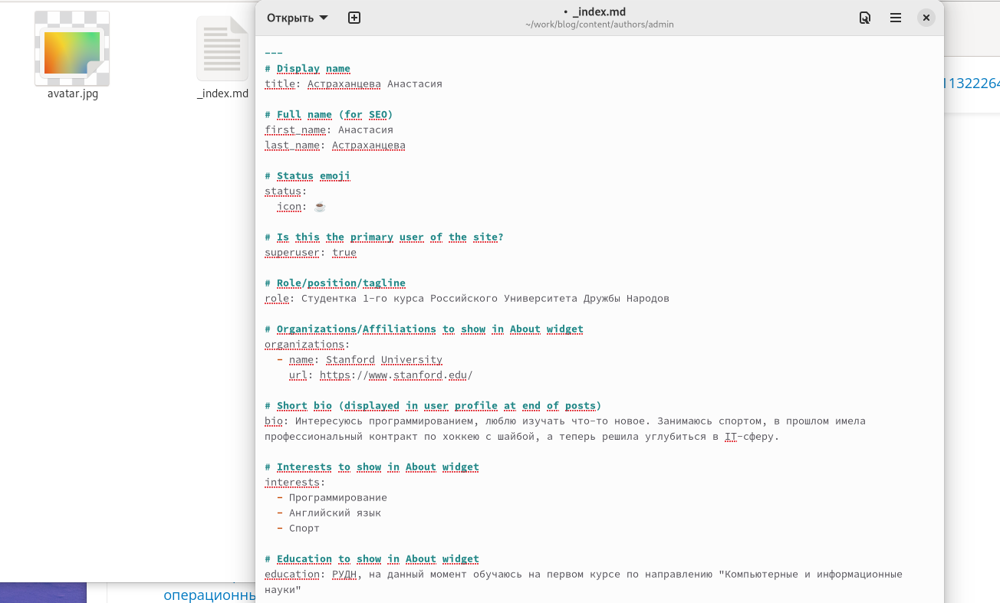 Открыть
• _index.md
~/work/blog/content/authors/admin
avatar.jpg
_index.md
---
# Display name
title: Астраханцева Анастасия
# Full name (for SEO)
first_name: Анастасия
last_name: Астраханцева
# Status emoji
status:
icon: ☕
# Is this the primary user of the site?
superuser: true
# Role/position/tagline
role: Студентка 1-го курса Российского Университета Дружбы Народов
# Organizations/Affiliations to show in About widget
organizations:
- name: Stanford University
url: https://www.stanford.edu/
# Short bio (displayed in user profile at end of posts)
bio: Интересуюсь программированием, люблю изучать что-то новое. Занимаюсь спортом, в прошлом имела
профессиональный контракт по хоккею с шайбой, а теперь решила углубиться в IT-сферу.
# Interests to show in About widget
interests:
- Программирование
- Английский язык
- Спорт
# Education to show in About widget
education: РУДН, на данный момент обучаюсь на первом курсе по направлению "Компьютерные и информационные
науки"